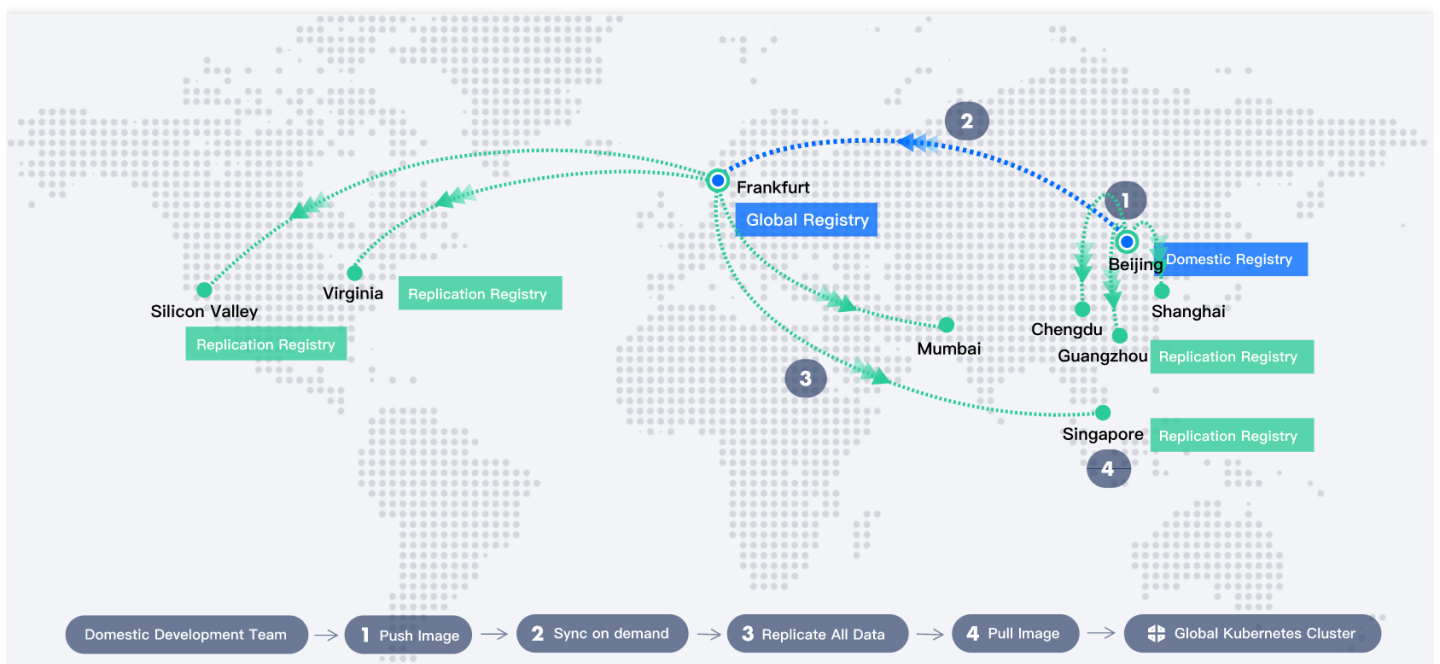 2
Frankfurt
1
Global Registry
Beijing
Domestic Registry
Virginia
Replication Registry
Silicon Valley
Replication Registry
Shanghai
Chengdu
Mumbai
Guangzhou
Replication Registry
3
Singapore
Replication Registry
4
Domestic Development Team
1 Push Image
2 Sync on demand
3 Replicate All Data
4 Pull Image
Global Kubernetes Cluster